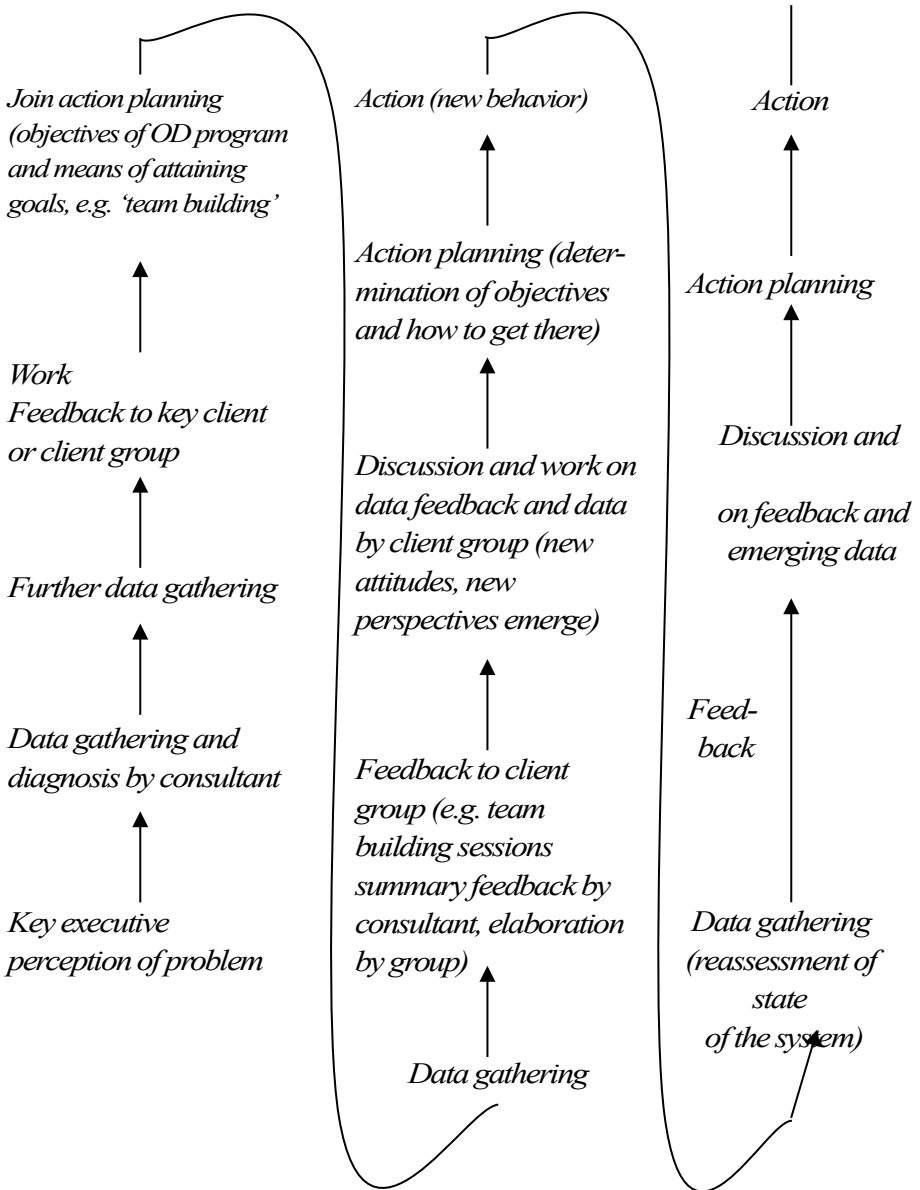 Join action planning
(objectives of OD program
and means of attaining
goals, e.g. ‘team building’
Work
Feedback to key client
or client group
Further data gathering
Data gathering and
diagnosis by consultant
Key executive
perception of problem
Action (new behavior)
Action planning (deter-
mination of objectives
and how to get there)
Discussion and work on
data feedback and data
by client group (new
attitudes, new
perspectives emerge)
Feedback to client
group (e.g. team
building sessions
summary feedback by
consultant, elaboration
by group)
Data gathering
Action
Action planning
Discussion and
on feedback and
emerging data
Feed-
back
Data gathering
(reassessment of
state
of the system)